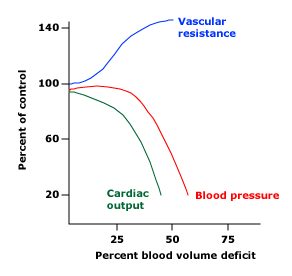 140
Vascular
resistance
100
Percent of control
60
20
Cardiac
output
Blood pressure
25
50
75
Percent blood volume deficit